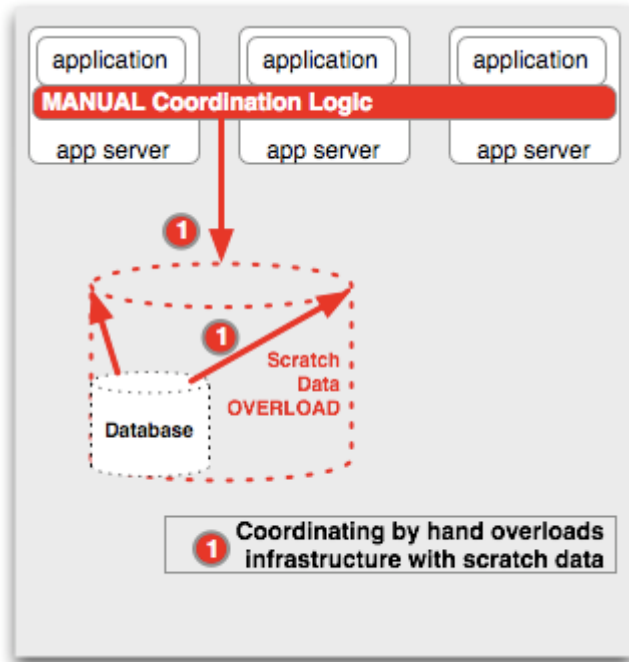 application
application
application
MANUAL Coordination Logic
app server
app server
app server
1
1
Scratch
Data
OVERLOAD
Database
1
Coordinating by hand overloads
infrastructure with scratch data